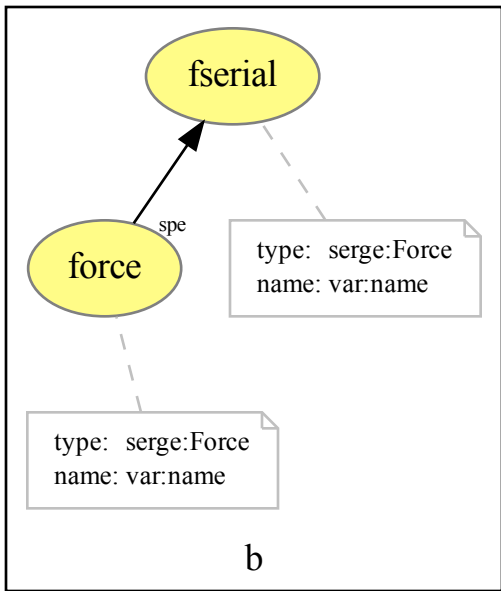 fserial
spe
force
type: serge:Force
name: var:name
type: serge:Force
name: var:name
b